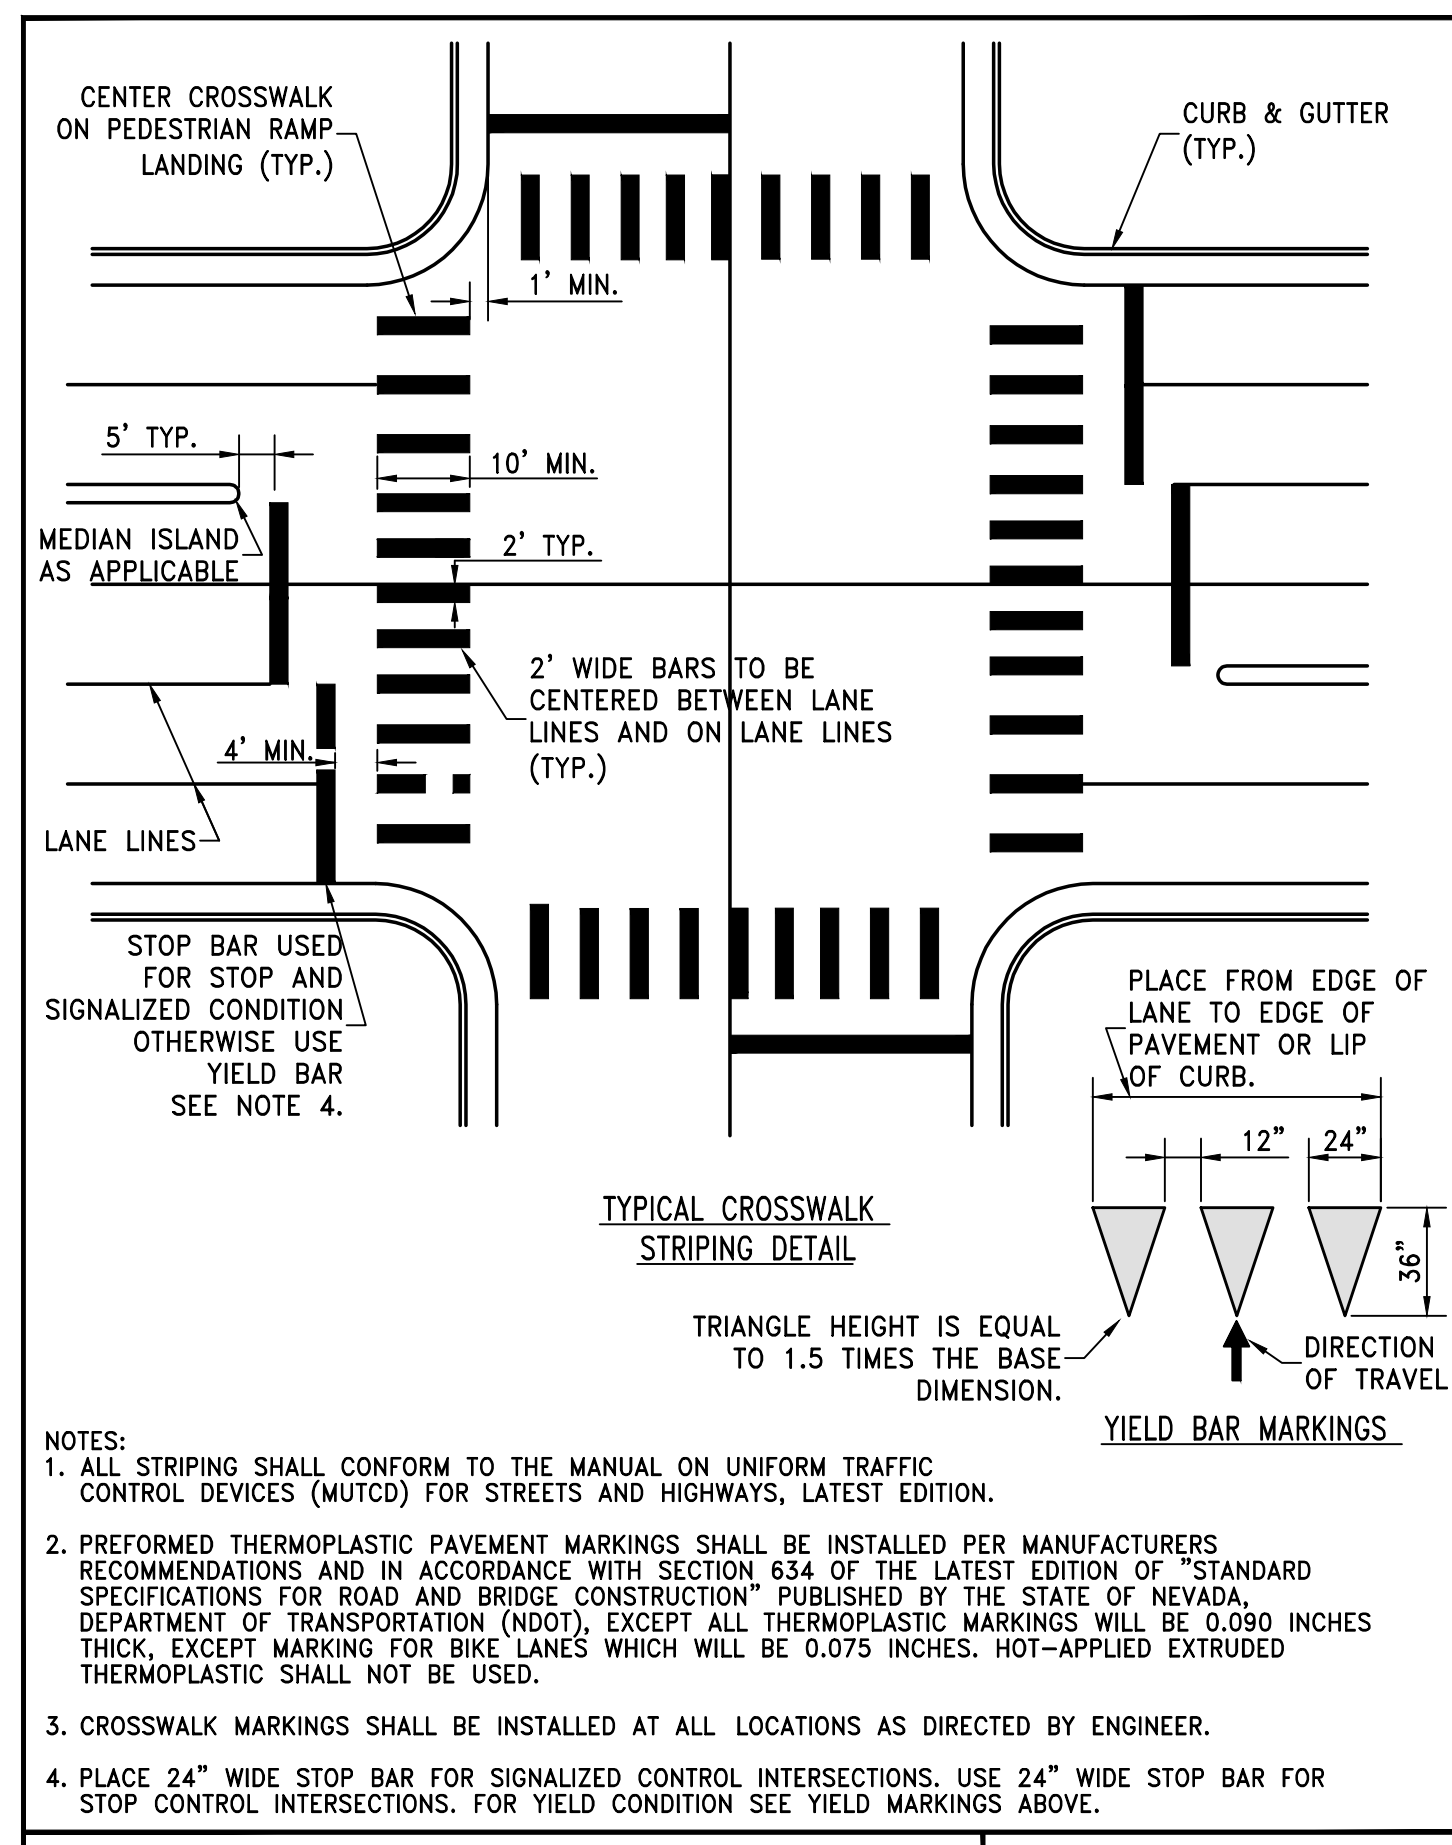 CENTER CROSSWALK
ON PEDESTRIAN RAMP
LANDING (TYP.)
CURB & GUTTER
(TYP.)
1' MIN.
5' TYP.
10' MIN.
MEDIAN ISLAND
AS APPLICABLE
2' TYP.
2' WIDE BARS TO BE
CENTERED BETWEEN LANE
LINES AND ON LANE LINES
(TYP.)
4' MIN.
LANE LINES
STOP BAR USED
FOR STOP AND
SIGNALIZED CONDITION
OTHERWISE USE
YIELD BAR
SEE NOTE 4.
PLACE FROM EDGE OF
LANE TO EDGE OF
PAVEMENT OR LIP
OF CURB.
12"
24"
36"
TYPICAL CROSSWALK
STRIPING DETAIL
TRIANGLE HEIGHT IS EQUAL
TO 1.5 TIMES THE BASE
DIMENSION.
DIRECTION
OF TRAVEL
YIELD BAR MARKINGS
NOTES:
1. ALL STRIPING SHALL CONFORM TO THE MANUAL ON UNIFORM TRAFFIC
CONTROL DEVICES (MUTCD) FOR STREETS AND HIGHWAYS, LATEST EDITION.
2. PREFORMED THERMOPLASTIC PAVEMENT MARKINGS SHALL BE INSTALLED PER MANUFACTURERS
RECOMMENDATIONS AND IN ACCORDANCE WITH SECTION 634 OF THE LATEST EDITION OF "STANDARD
SPECIFICATIONS FOR ROAD AND BRIDGE CONSTRUCTION" PUBLISHED BY THE STATE OF NEVADA,
DEPARTMENT OF TRANSPORTATION (NDOT), EXCEPT ALL THERMOPLASTIC MARKINGS WILL BE 0.090 INCHES
THICK, EXCEPT MARKING FOR BIKE LANES WHICH WILL BE 0.075 INCHES. HOT-APPLIED EXTRUDED
THERMOPLASTIC SHALL NOT BE USED.
3. CROSSWALK MARKINGS SHALL BE INSTALLED AT ALL LOCATIONS AS DIRECTED BY ENGINEER.
4. PLACE 24" WIDE STOP BAR FOR SIGNALIZED CONTROL INTERSECTIONS. USE 24" WIDE STOP BAR FOR
STOP CONTROL INTERSECTIONS. FOR YIELD CONDITION SEE YIELD MARKINGS ABOVE.